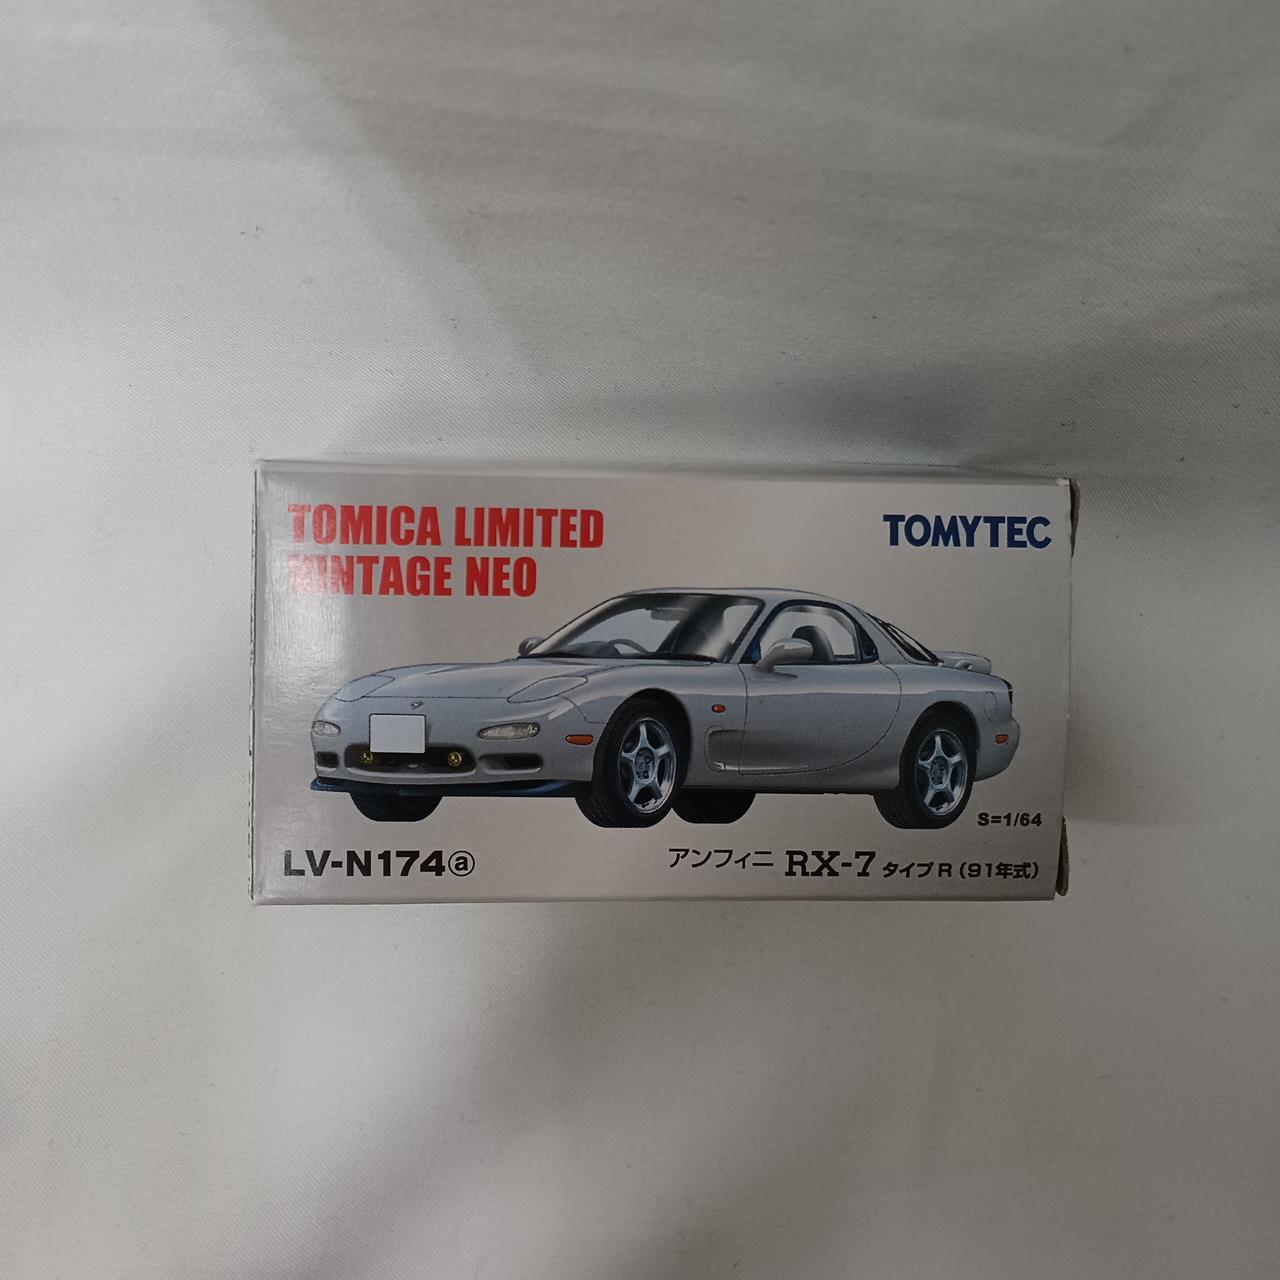 TOMICA LIMITED
VINTAGE NEO
TOMYTEC
S=1/64
LV-N174ⓐ
アンフィニ RX-7 タイプR(91年式)